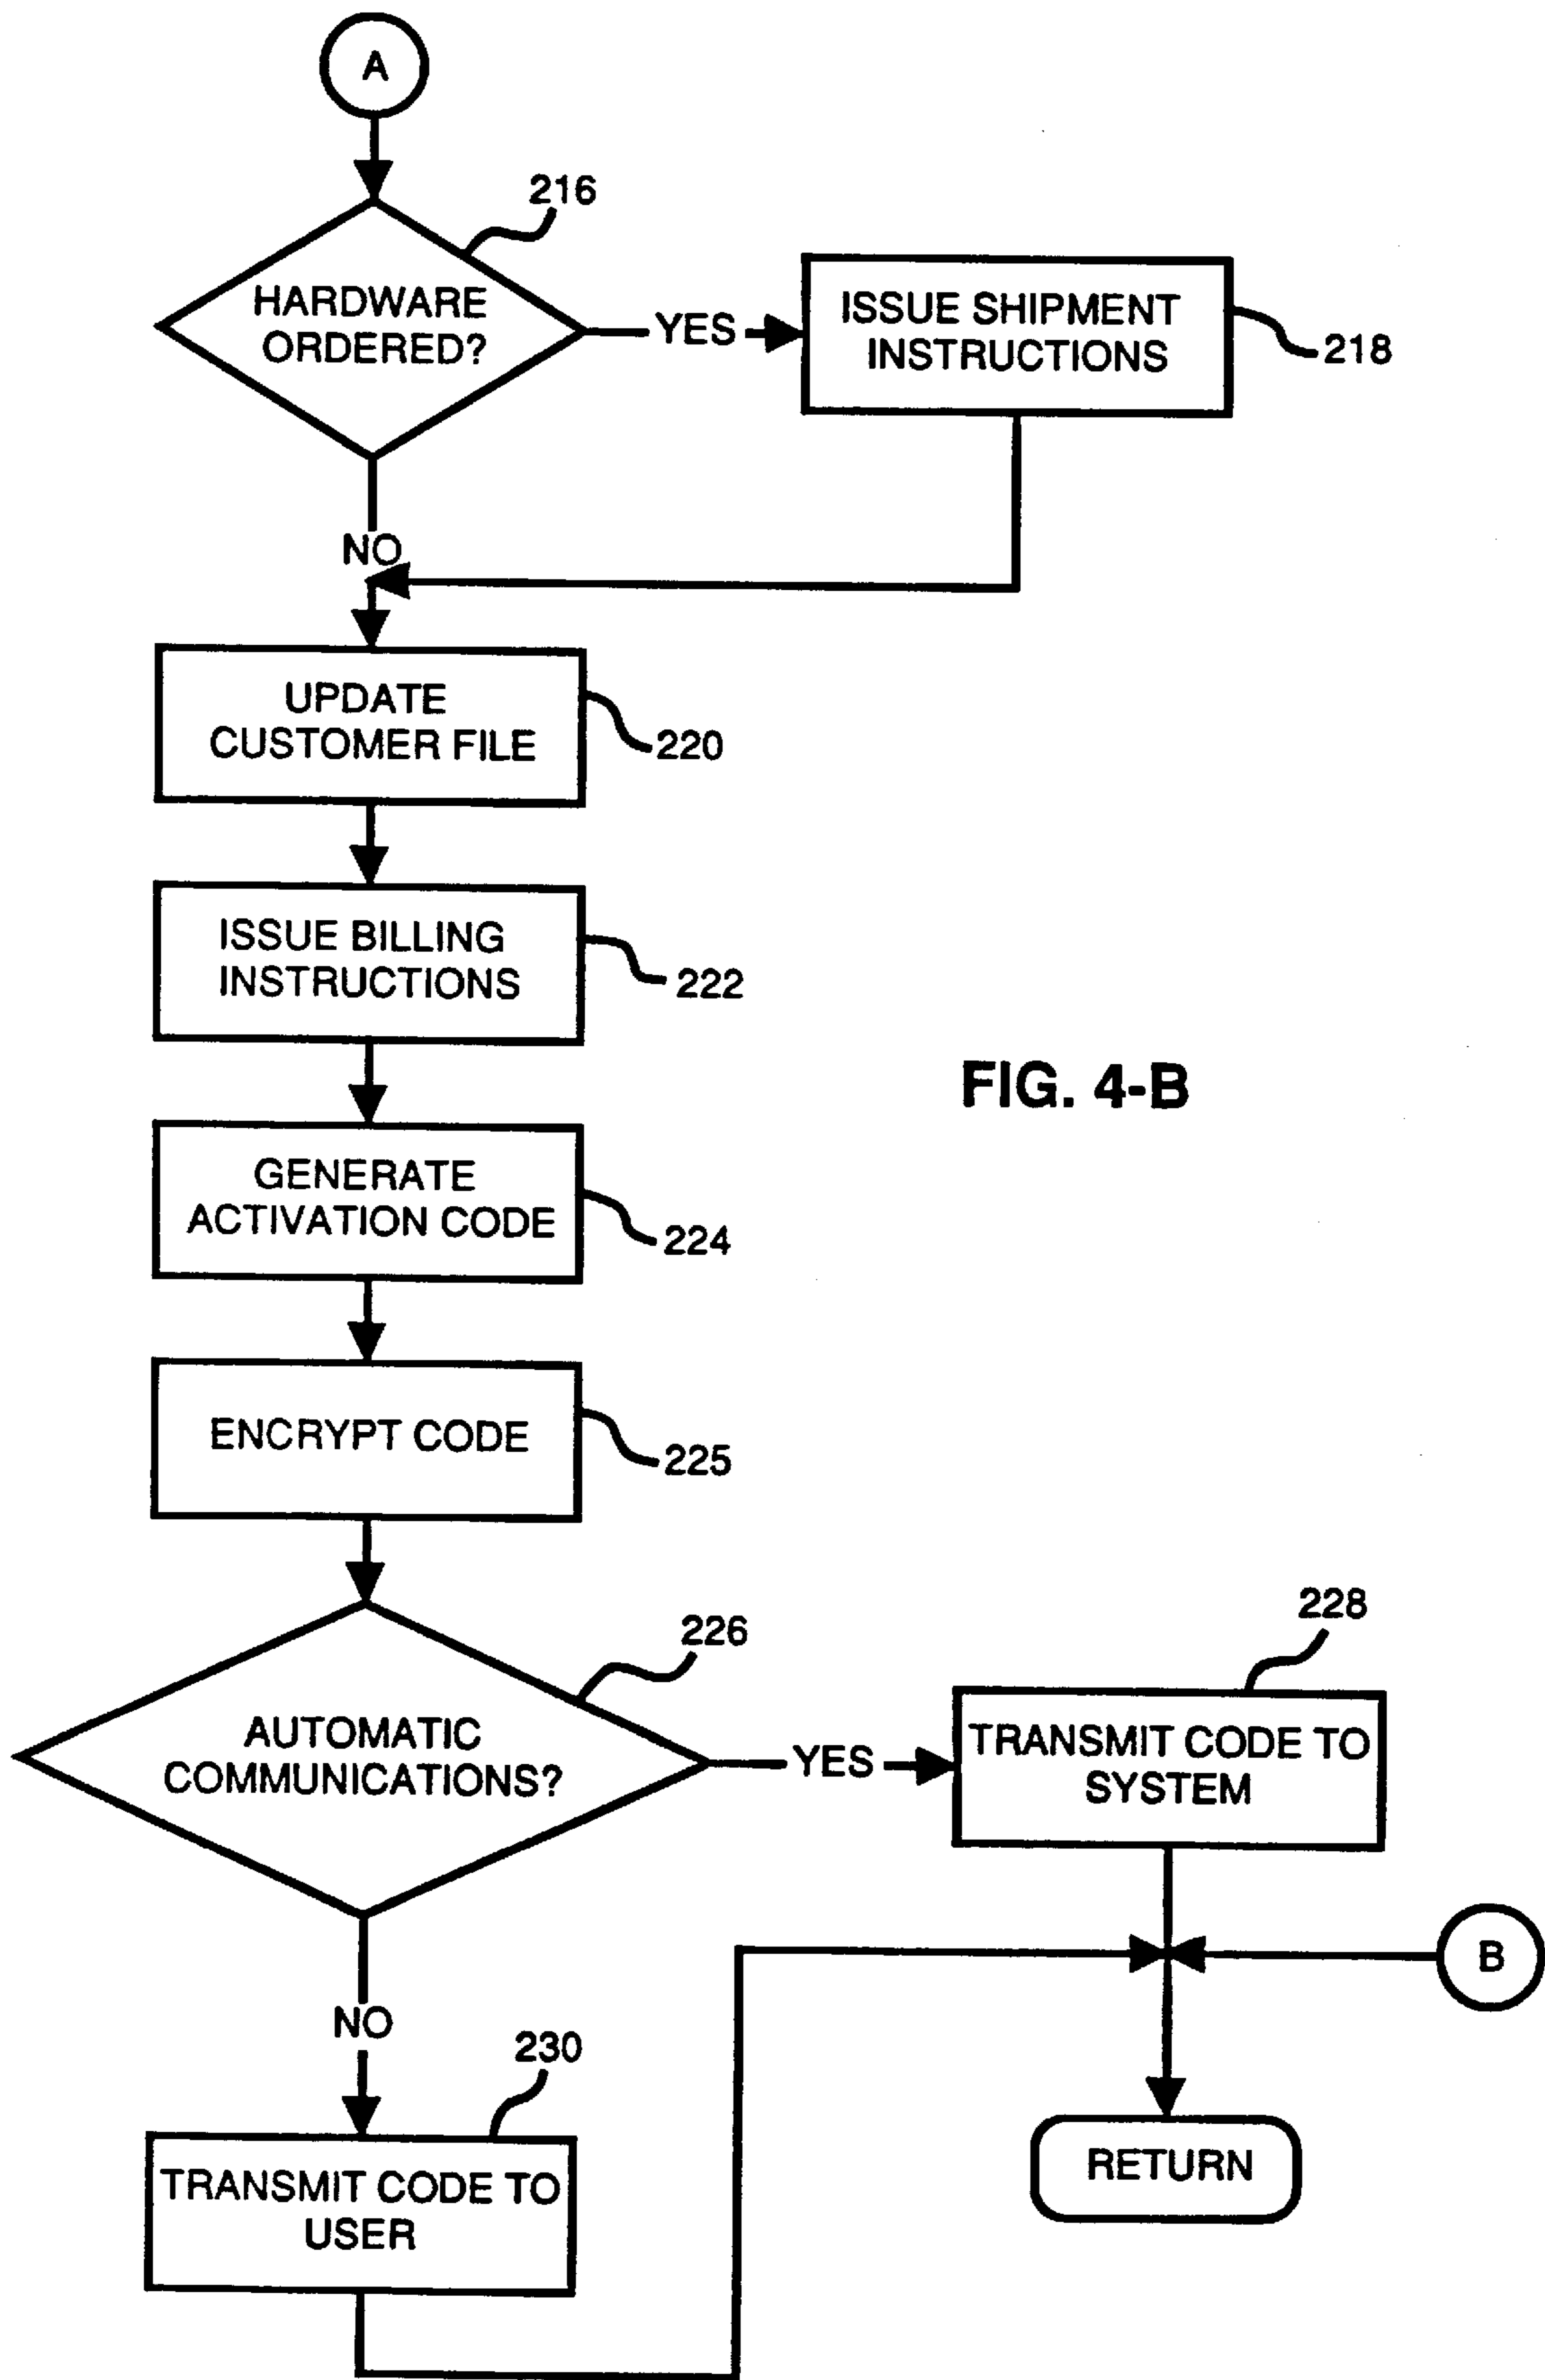 A
216
HARDWARE
ORDERED?
YES
ISSUE SHIPMENT
INSTRUCTIONS
218
NO
UPDATE
CUSTOMER FILE
220
ISSUE BILLING
INSTRUCTIONS
222
FIG. 4-B
GENERATE
ACTIVATION CODE
224
ENCRYPT CODE
225
226
AUTOMATIC
COMMUNICATIONS?
YES
228
TRANSMIT CODE TO
SYSTEM
B
NO
230
TRANSMIT CODE TO
USER
RETURN